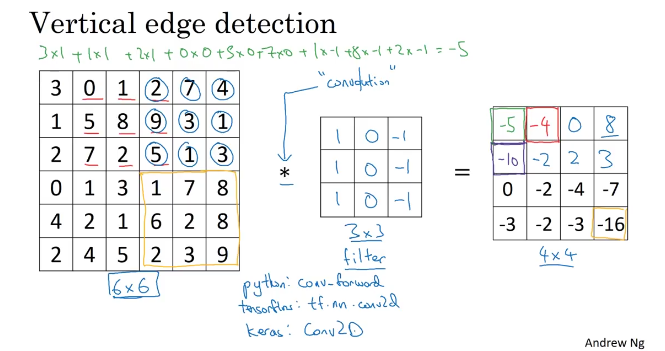 Vertical edge detection
3x1 + 1x1 + 2x1 + 0x0 + 5x0 + 7x0 + 1x-1 + 8x-1 + 2x-1 = -5
"convolution"
3 0 1 2 7 4
1 5 8 9 3 1
2 7 2 5 1 3
0 1 3 1 7 8
4 2 1 6 2 8
2 4 5 2 3 9
6x6
*
1 0 -1
1 0 -1
1 0 -1
3x3
filter
=
-5 -4 0 8
-10 -2 2 3
0 -2 -4 -7
-3 -2 -3 -16
4x4
python: conv-forward
tensorflow: tf.nn.conv2d
keras: Conv2D
Andrew Ng